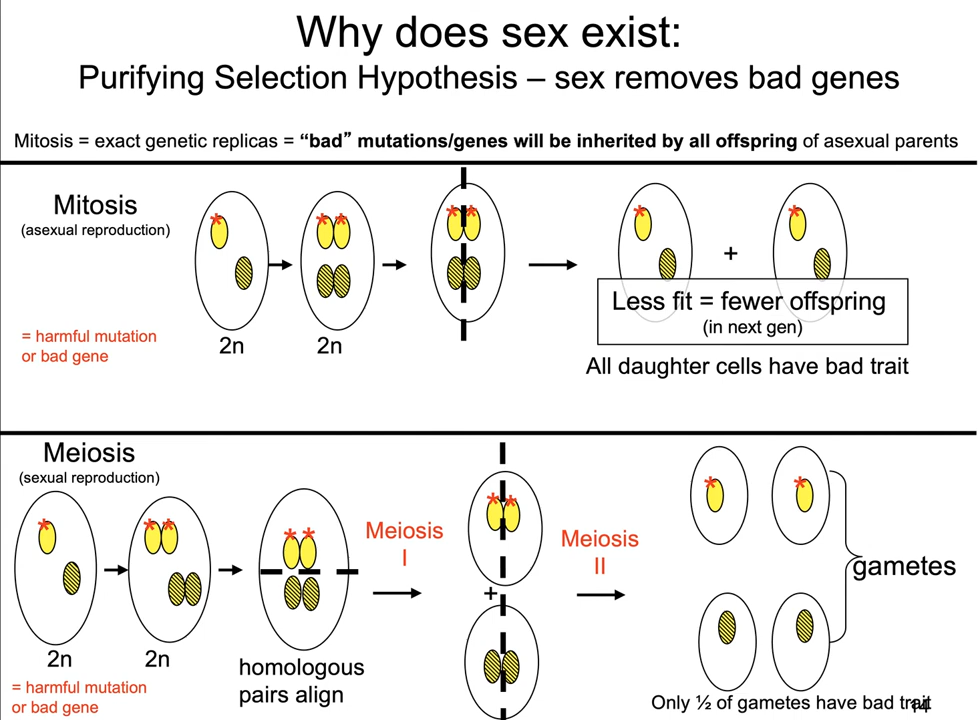 Why does sex exist:
Purifying Selection Hypothesis – sex removes bad genes
Mitosis = exact genetic replicas = “bad” mutations/genes will be inherited by all offspring of asexual parents
Mitosis
(asexual reproduction)
= harmful mutation
or bad gene
*
* *
* *
*
+
*
2n
2n
Less fit = fewer offspring
(in next gen)
All daughter cells have bad trait
Meiosis
(sexual reproduction)
*
* *
* *
Meiosis
I
* *
+
Meiosis
II
*
*
gametes
2n
2n
= harmful mutation
or bad gene
homologous
pairs align
Only ½ of gametes have bad trait
14